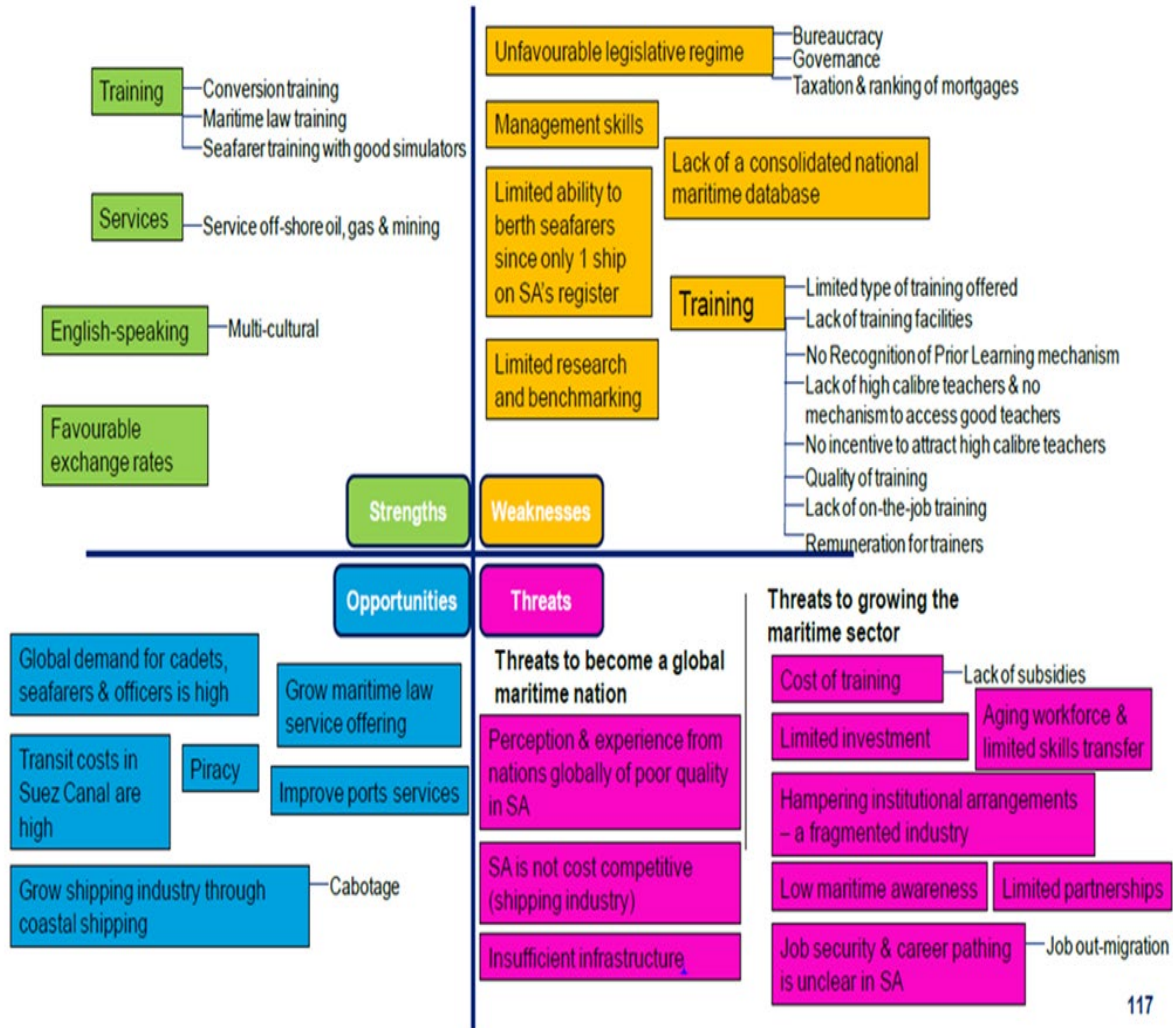 Training
Conversion training
Maritime law training
Seafarer training with good simulators
Services
Service off-shore oil, gas & mining
English-speaking
Multi-cultural
Favourable
exchange rates
Strengths
Unfavourable legislative regime
Bureaucracy
Governance
Taxation & ranking of mortgages
Management skills
Lack of a consolidated national
maritime database
Limited ability to
berth seafarers
since only 1 ship
on SA's register
Training
Limited type of training offered
Lack of training facilities
No Recognition of Prior Learning mechanism
Lack of high calibre teachers & no
mechanism to access good teachers
No incentive to attract high calibre teachers
Quality of training
Lack of on-the-job training
Remuneration for trainers
Limited research
and benchmarking
Weaknesses
Opportunities
Global demand for cadets,
seafarers & officers is high
Grow maritime law
service offering
Transit costs in
Suez Canal are
high
Piracy
Improve ports services
Grow shipping industry through
coastal shipping
Cabotage
Threats
Threats to become a global
maritime nation
Perception & experience from
nations globally of poor quality
in SA
SA is not cost competitive
(shipping industry)
Insufficient infrastructure
Threats to growing the
maritime sector
Cost of training
Lack of subsidies
Limited investment
Aging workforce &
limited skills transfer
Hampering institutional arrangements
– a fragmented industry
Low maritime awareness
Limited partnerships
Job security & career pathing
is unclear in SA
Job out-migration
117